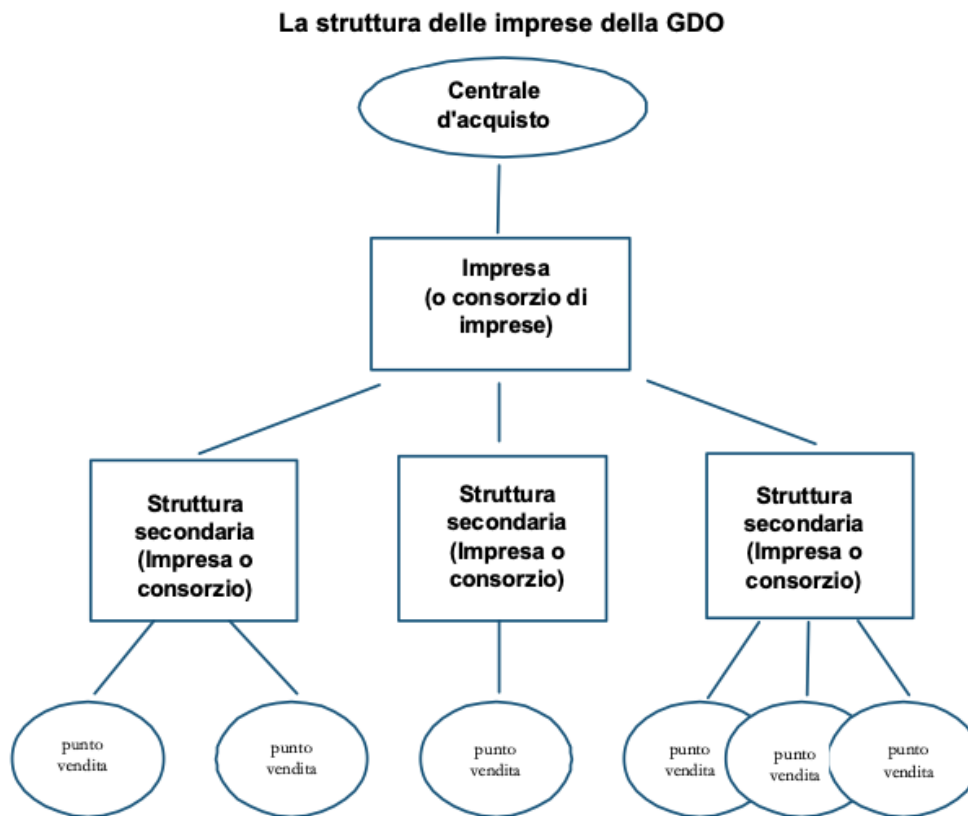 La struttura delle imprese della GDO
Centrale
d'acquisto
Impresa
(o consorzio di
imprese)
Struttura
secondaria
(Impresa o
consorzio)
Struttura
secondaria
(Impresa o
consorzio)
Struttura
secondaria
(Impresa o
consorzio)
punto
vendita
punto
vendita
punto
vendita
punto
vendita
punto
vendita
punto
vendita